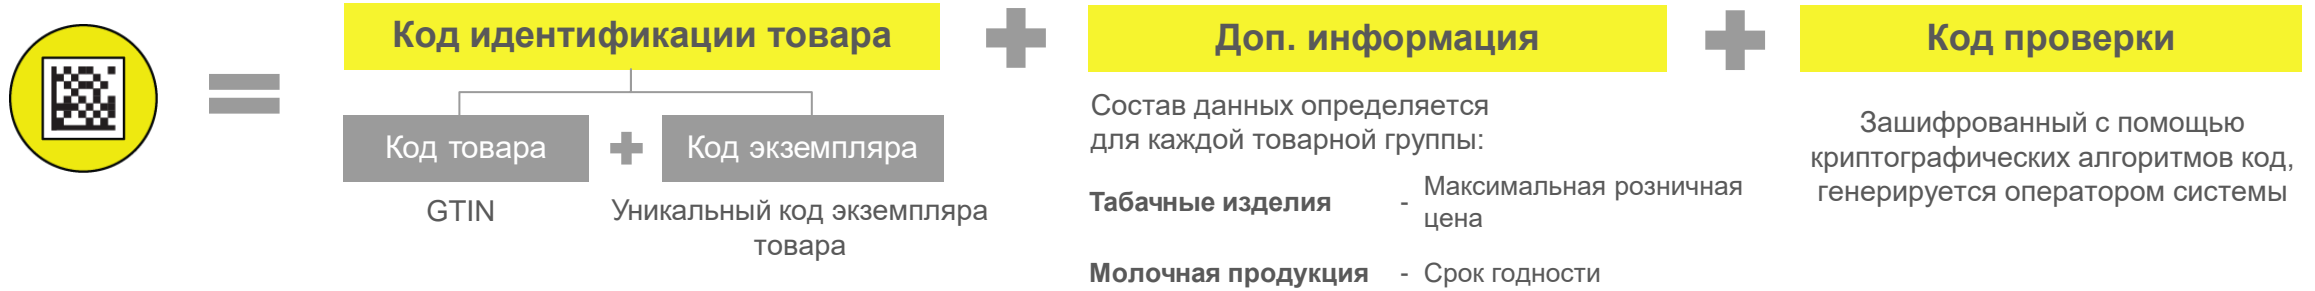 Код идентификации товара
Код товара
Код экземпляра
GTIN
Уникальный код экземпляра
товара
Доп. информация
Состав данных определяется
для каждой товарной группы:
Табачные изделия - Максимальная розничная
цена
Молочная продукция - Срок годности
Код проверки
Зашифрованный с помощью
криптографических алгоритмов код,
генерируется оператором системы